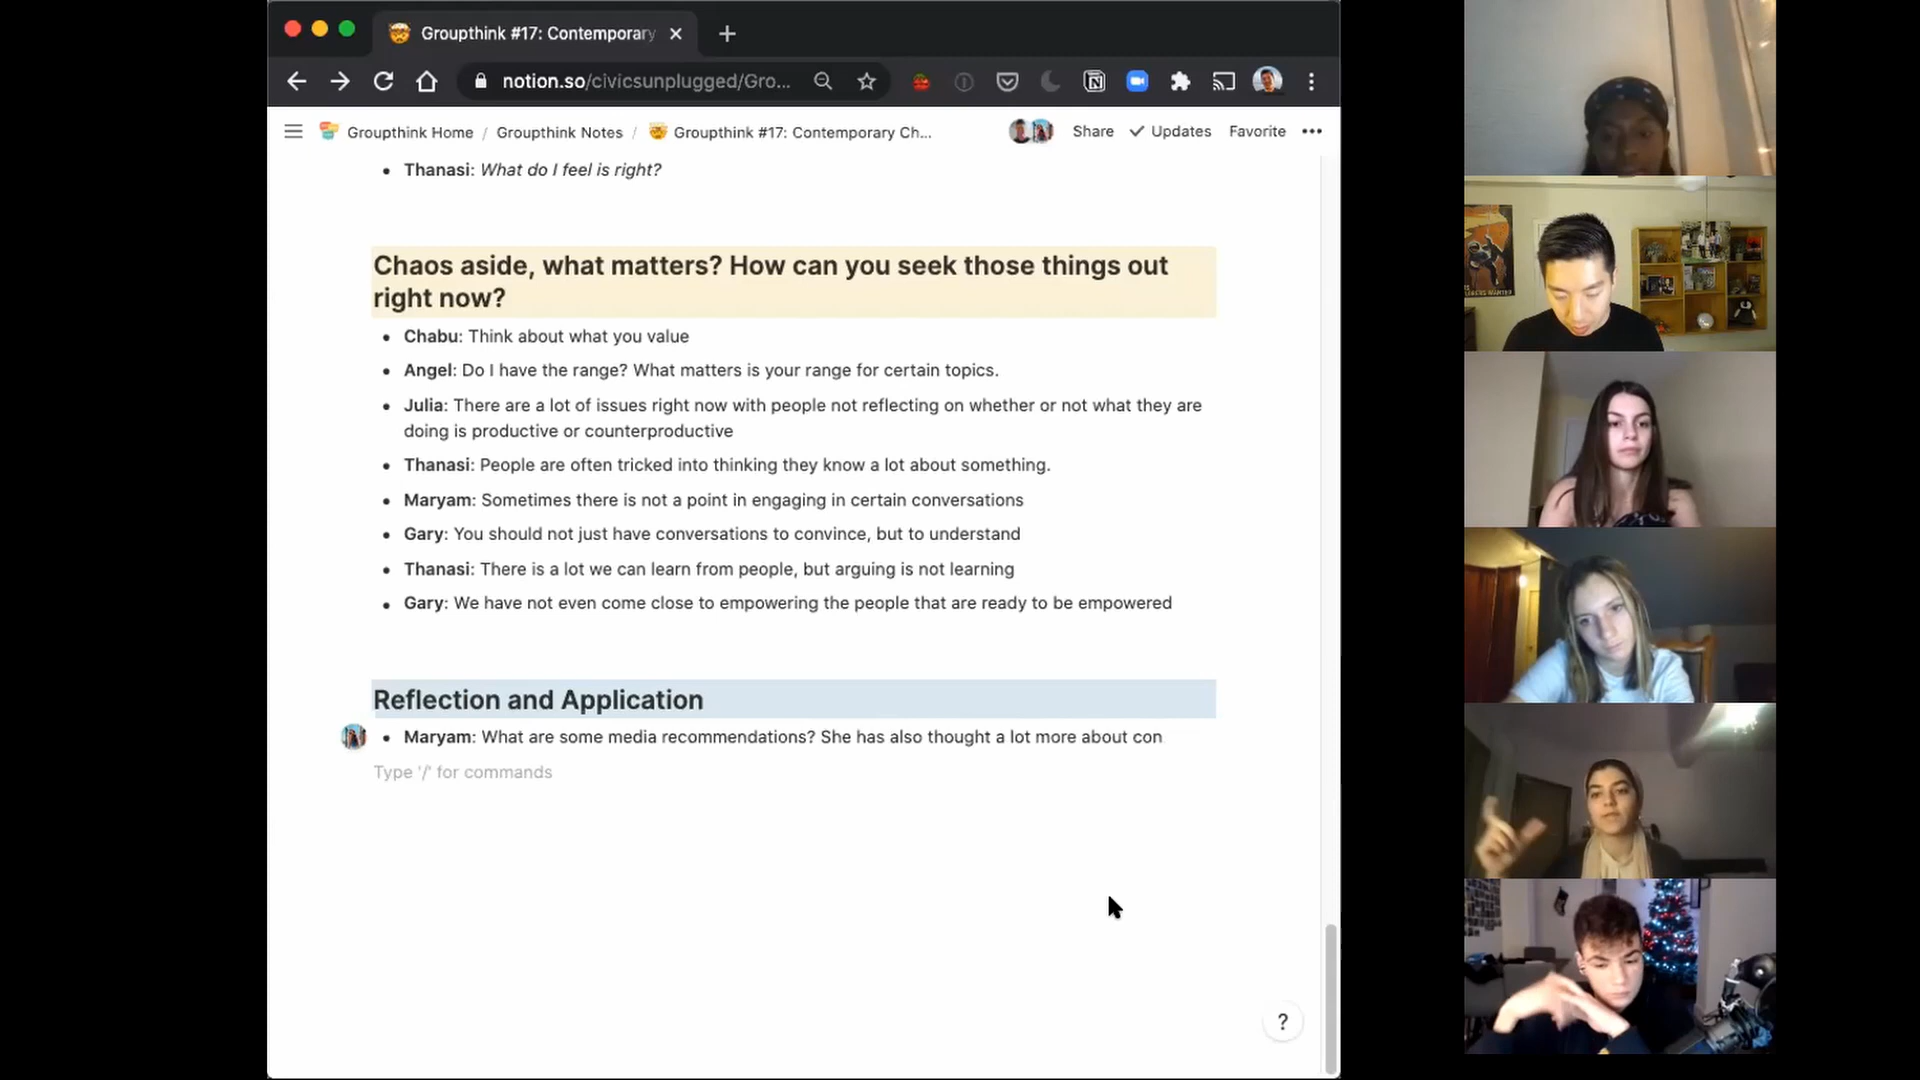 Groupthink #17: Contemporary
notion.so/civicsunplugged/Gro...
Groupthink Home / Groupthink Notes / Groupthink #17: Contemporary Ch...
Share Updates Favorite
Thanasi: What do I feel is right?
Chaos aside, what matters? How can you seek those things out
right now?
Chabu: Think about what you value
Angel: Do I have the range? What matters is your range for certain topics.
Julia: There are a lot of issues right now with people not reflecting on whether or not what they are
doing is productive or counterproductive
Thanasi: People are often tricked into thinking they know a lot about something.
Maryam: Sometimes there is not a point in engaging in certain conversations
Gary: You should not just have conversations to convince, but to understand
Thanasi: There is a lot we can learn from people, but arguing is not learning
Gary: We have not even come close to empowering the people that are ready to be empowered
Reflection and Application
Maryam: What are some media recommendations? She has also thought a lot more about con
Type '/' for commands
?